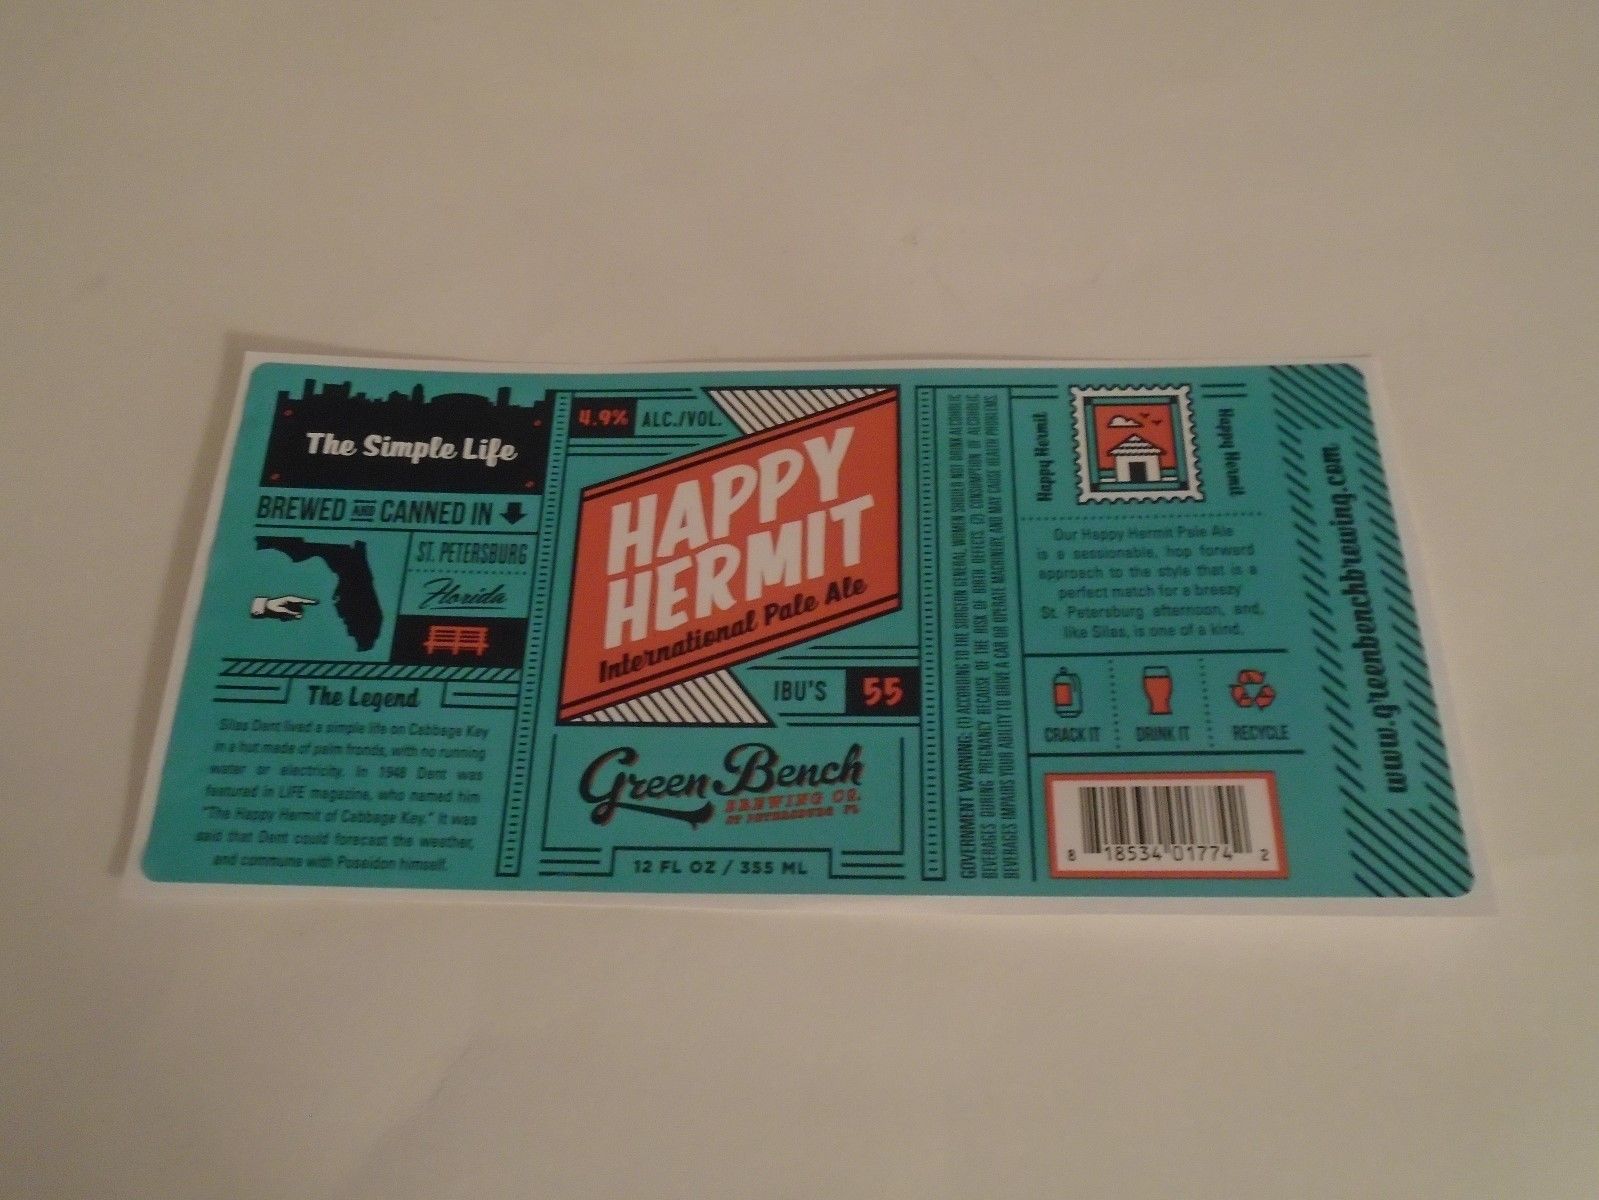 The Simple Life
BREWED AND CANNED IN
ST. PETERSBURG
Florida
The Legend
Silas Dent lived a simple life on Cabbage Key
in a hut made of palm fronds, with no running
water or electricity. In 1948 Dent was
featured in LIFE magazine, who named him
"The Happy Hermit of Cabbage Key." It was
said that Dent could forecast the weather,
and commune with Poseidon himself.
4.9% ALC./VOL.
HAPPY
HERMIT
International Pale Ale
IBU'S 55
Green Bench
BREWING CO.
ST PETERSBURG FL
12 FL OZ / 355 ML
GOVERNMENT WARNING: (1) ACCORDING TO THE SURGEON GENERAL, WOMEN SHOULD NOT DRINK ALCOHOLIC
BEVERAGES DURING PREGNANCY BECAUSE OF THE RISK OF BIRTH DEFECTS. (2) CONSUMPTION OF ALCOHOLIC
BEVERAGES IMPAIRS YOUR ABILITY TO DRIVE A CAR OR OPERATE MACHINERY AND MAY CAUSE HEALTH PROBLEMS
Happy Hermit
Happy Hermit
Our Happy Hermit Pale Ale
is a sessionable, hop forward
approach to the style that is a
perfect match for a breezy
St. Petersburg afternoon, and,
like Silas, is one of a kind.
CRACK IT
DRINK IT
RECYCLE
8 18534 01774 2
www.greenbenchbrewing.com